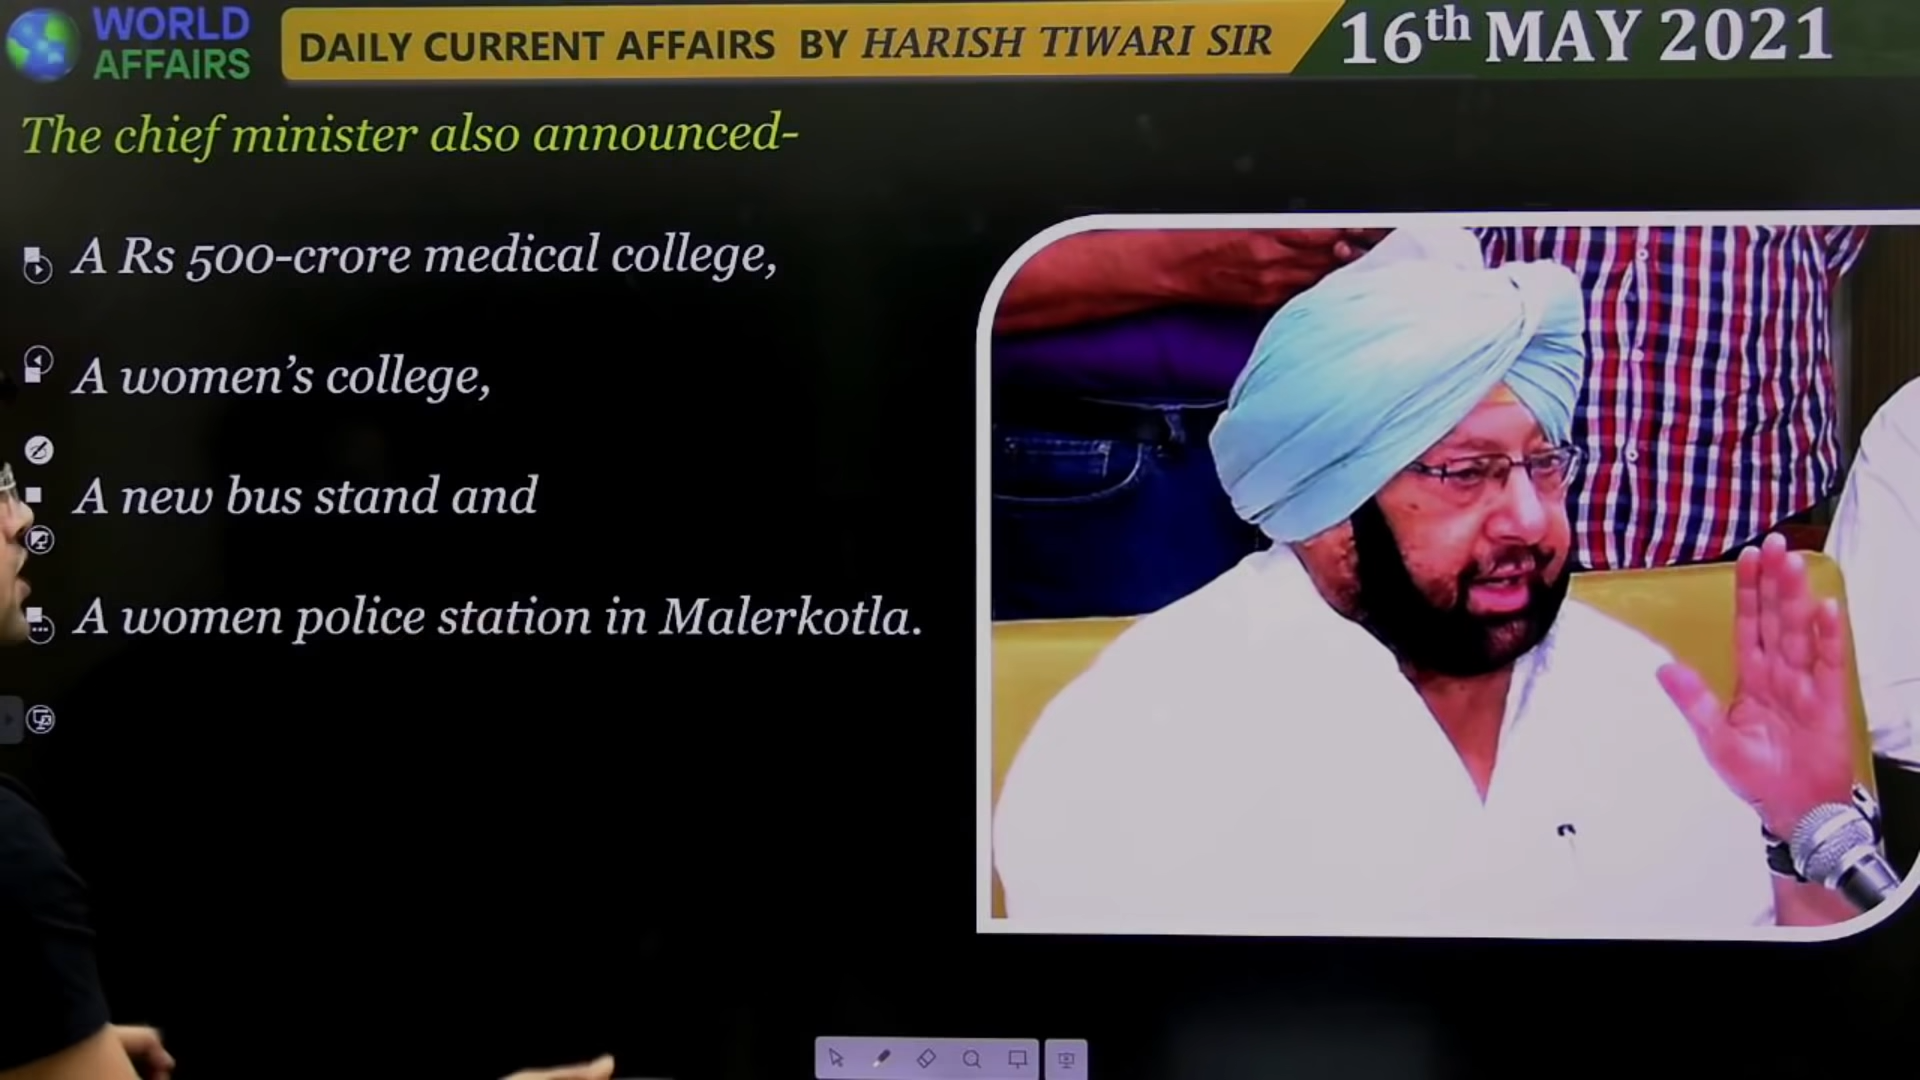 WORLD
AFFAIRS
DAILY CURRENT AFFAIRS BY HARISH TIWARI SIR
16th MAY 2021
The chief minister also announced-
A Rs 500-crore medical college,
A women's college,
A new bus stand and
A women police station in Malerkotla.